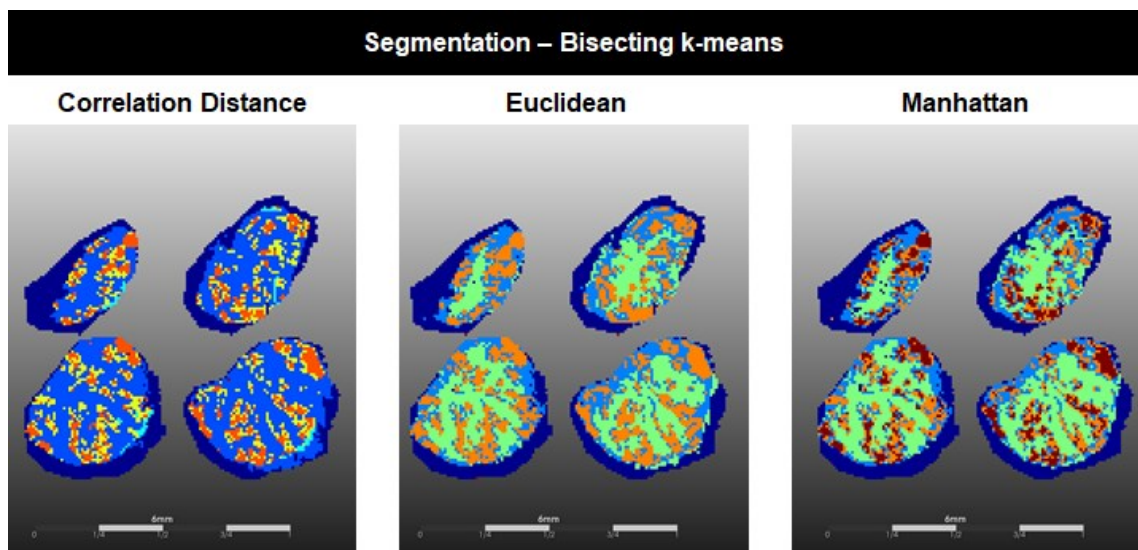 Segmentation – Bisecting k-means
Correlation Distance
Euclidean
Manhattan
6mm
0 1/4 1/2 3/4 1
6mm
0 1/4 1/2 3/4 1
6mm
0 1/4 1/2 3/4 1